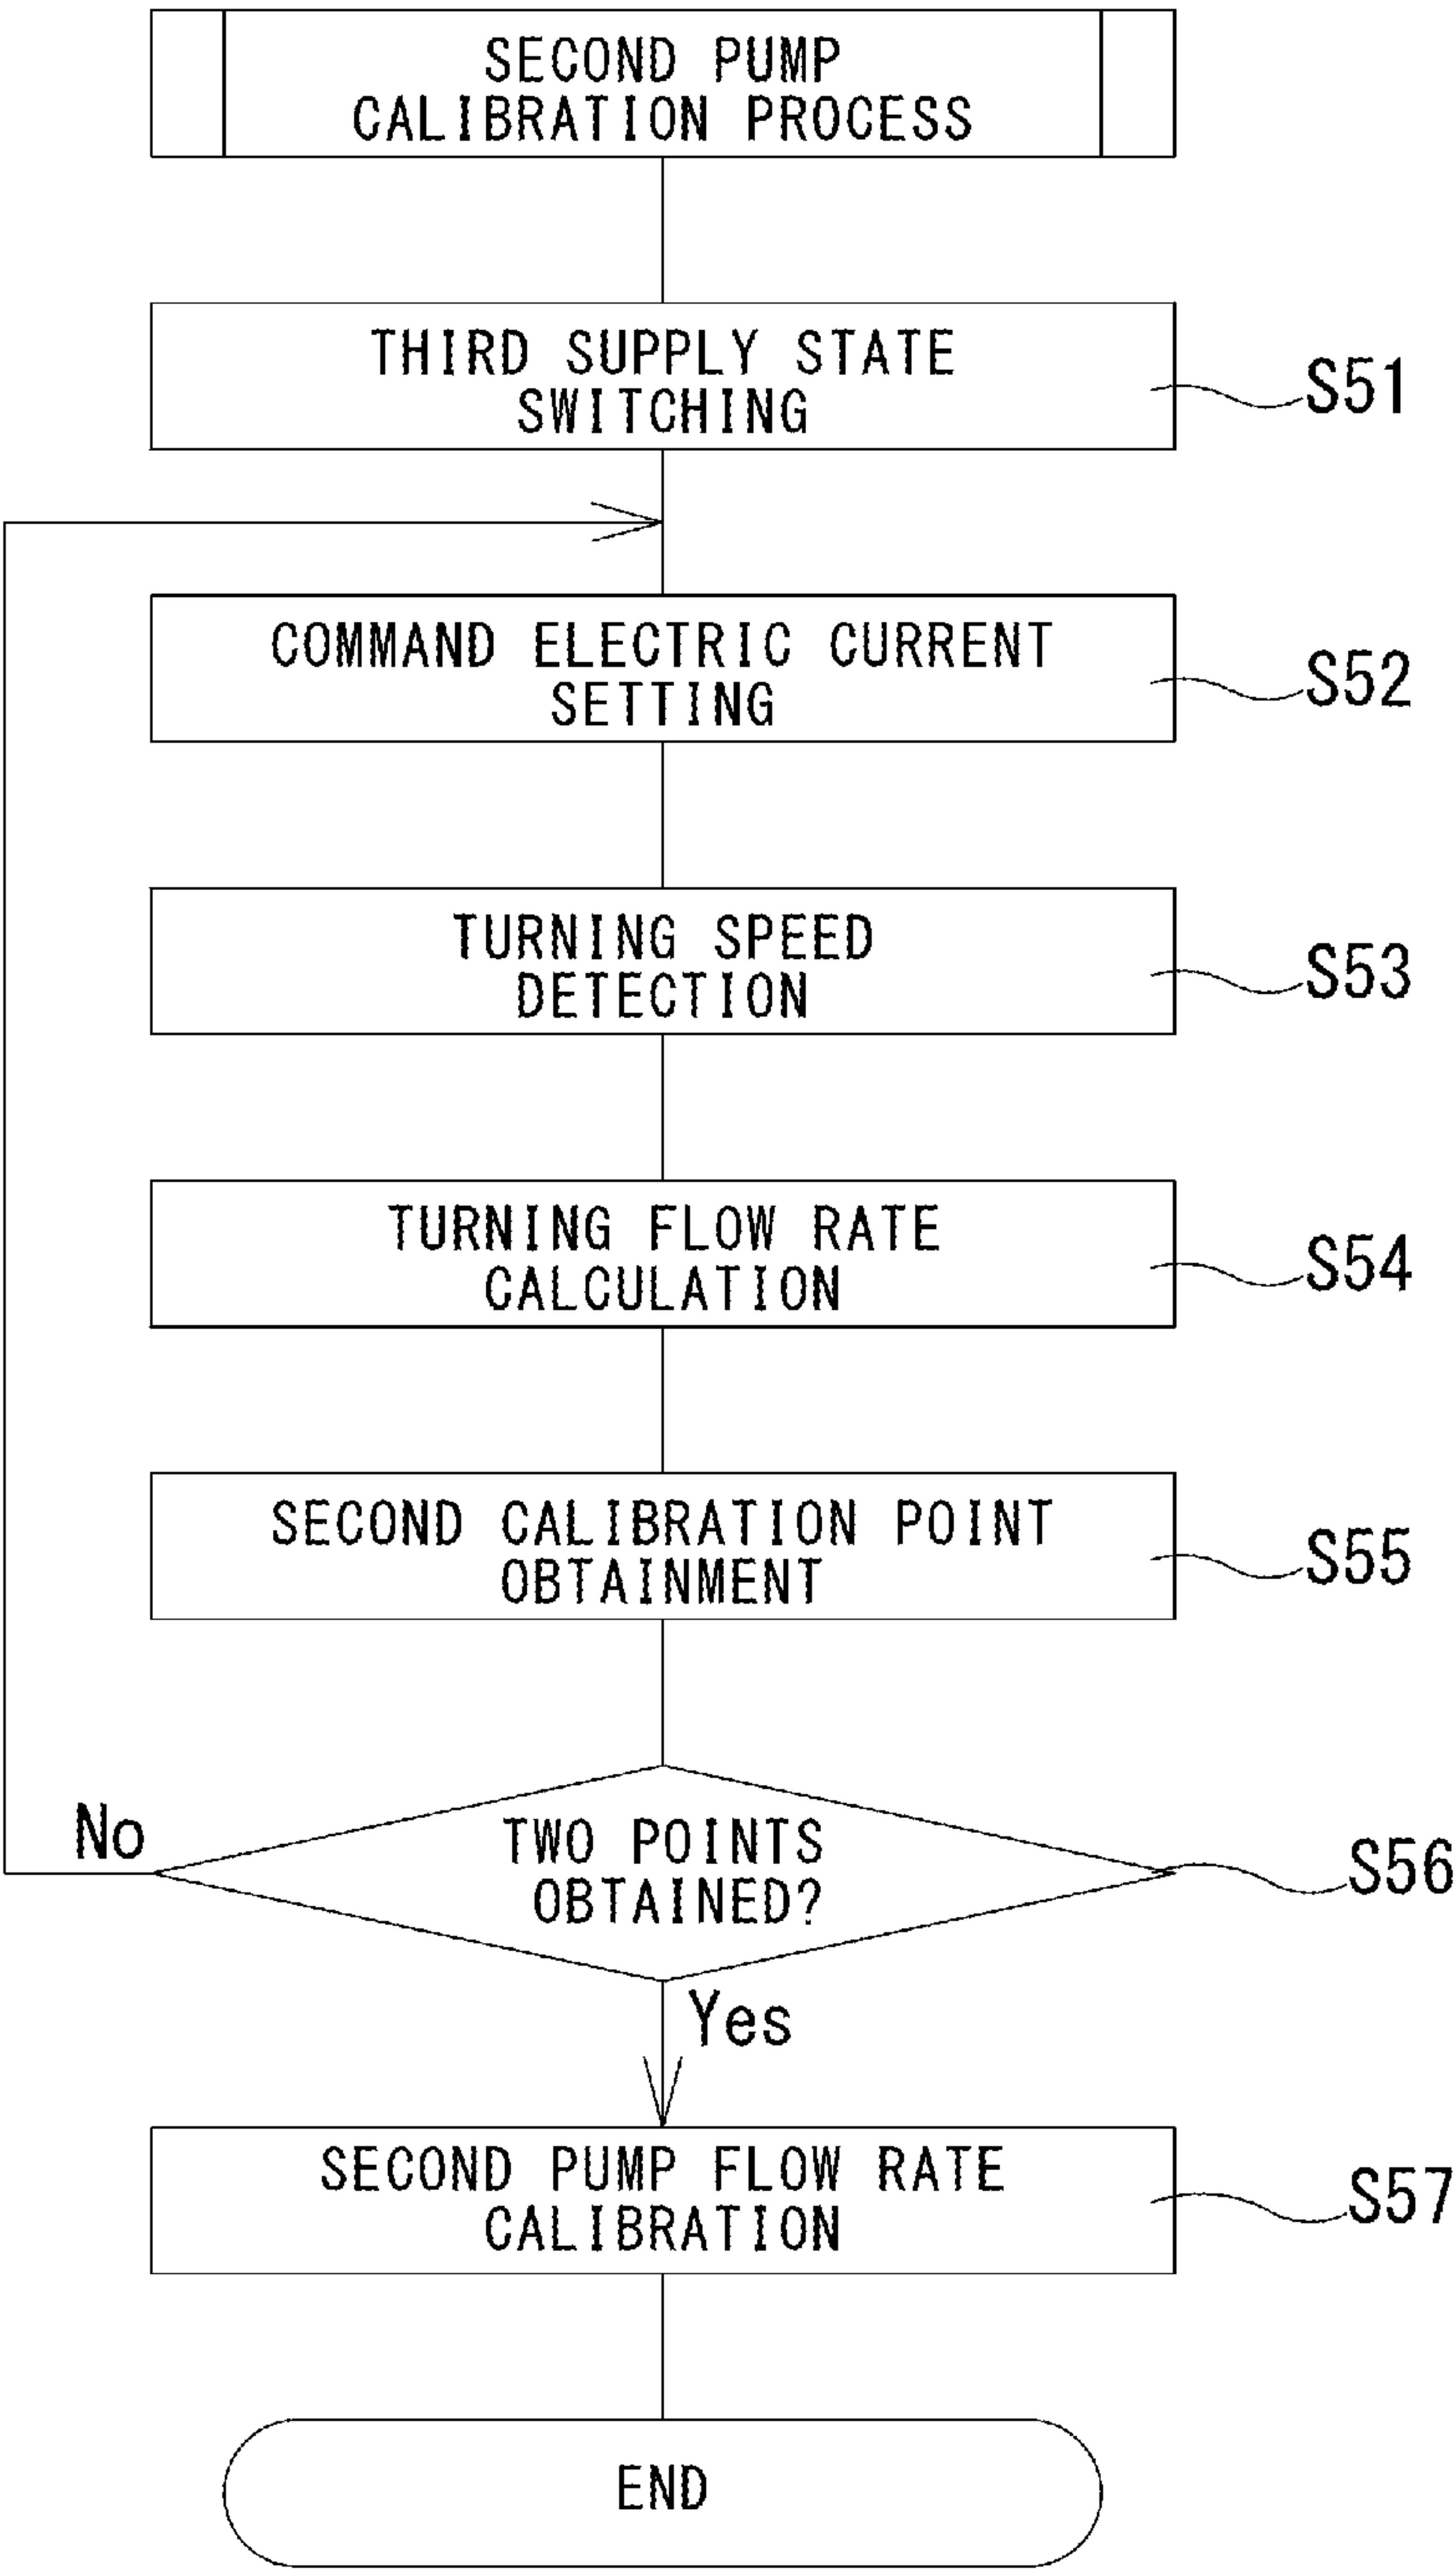 SECOND PUMP
CALIBRATION PROCESS
THIRD SUPPLY STATE
SWITCHING
S51
COMMAND ELECTRIC CURRENT
SETTING
S52
TURNING SPEED
DETECTION
S53
TURNING FLOW RATE
CALCULATION
S54
SECOND CALIBRATION POINT
OBTAINMENT
S55
No
TWO POINTS
OBTAINED?
S56
Yes
SECOND PUMP FLOW RATE
CALIBRATION
S57
END